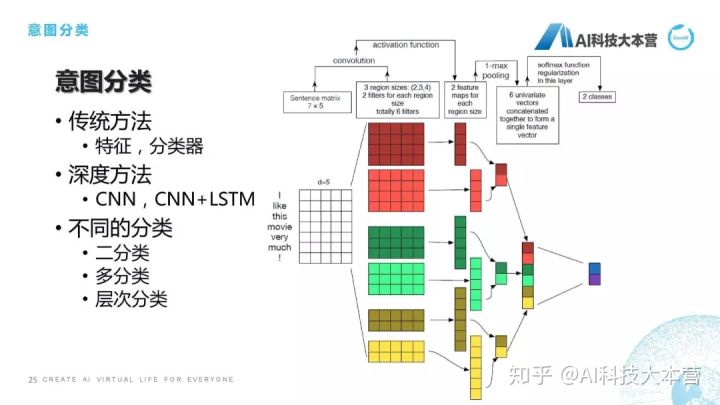 意图分类
AI科技大本营
Gowild
意图分类
• 传统方法
• 特征，分类器
• 深度方法
• CNN，CNN+LSTM
• 不同的分类
• 二分类
• 多分类
• 层次分类
activation function
convolution
1-max
pooling
softmax function
regularization
in this layer
Sentence matrix
7 × 5
3 region sizes: (2,3,4)
2 filters for each region
size
totally 6 filters
2 feature
maps for
each
region size
6 univariate
vectors
concatenated
together to form a
single feature
vector
2 classes
d=5
I
like
this
movie
very
much
!
25 CREATE AI VIRTUAL LIFE FOR EVERYONE
知乎 @AI科技大本营